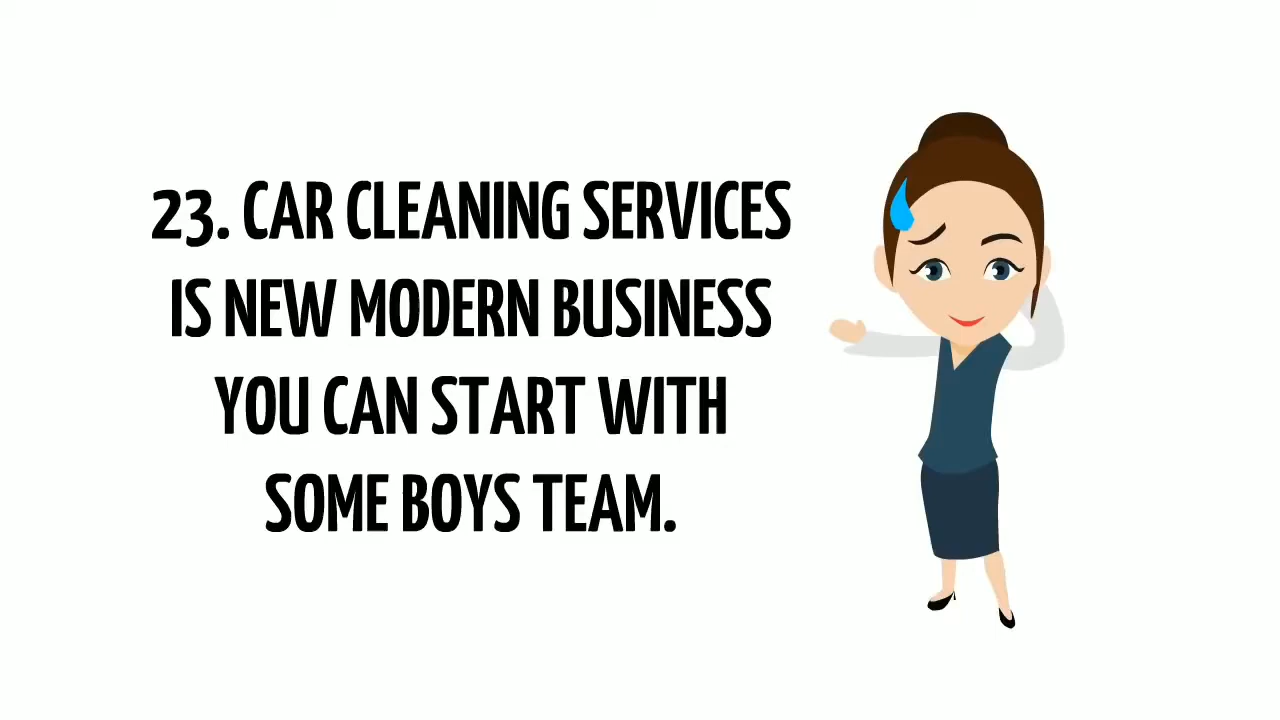 23. CAR CLEANING SERVICES
IS NEW MODERN BUSINESS
YOU CAN START WITH
SOME BOYS TEAM.